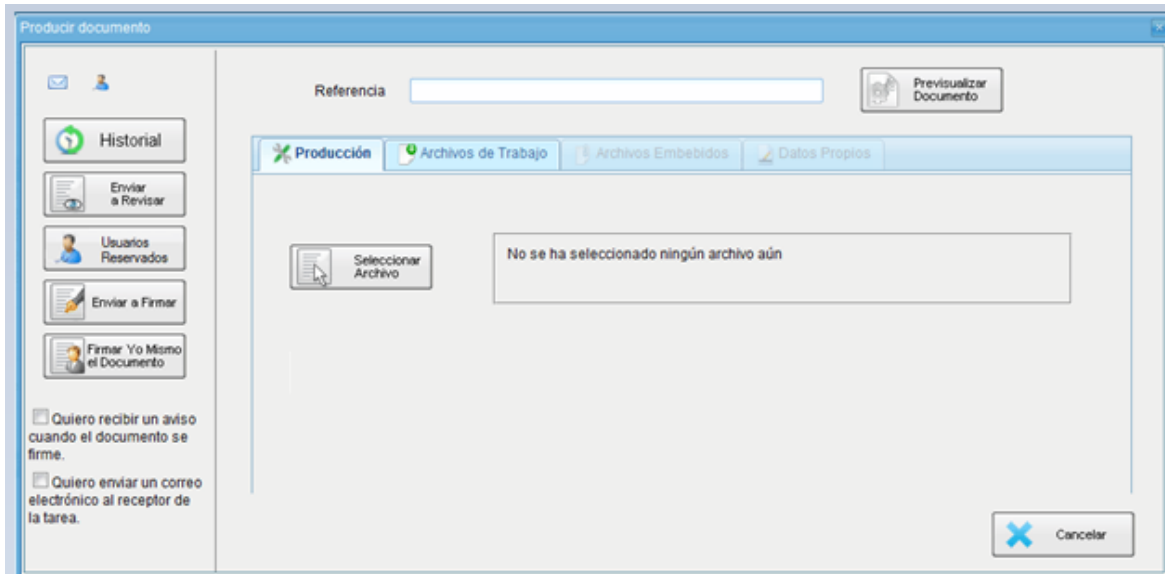 Producir documento
Referencia
Previsualizar
Documento
Historial
Producción
Archivos de Trabajo
Archivos Embebidos
Datos Propios
Enviar
a Revisar
Usuarios
Reservados
Seleccionar
Archivo
No se ha seleccionado ningún archivo aún
Enviar a Firmar
Firmar Yo Mismo
el Documento
Quiero recibir un aviso
cuando el documento se
firme.
Quiero enviar un correo
electrónico al receptor de
la tarea.
Cancelar